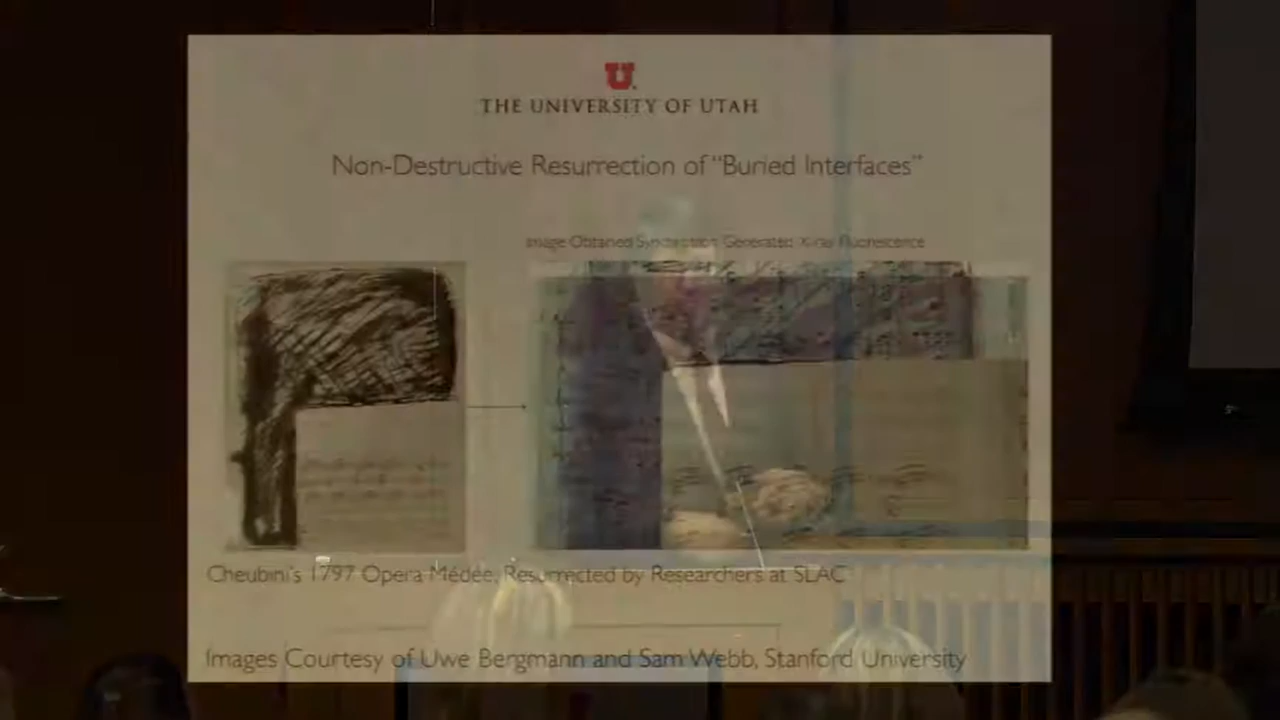 U
THE UNIVERSITY OF UTAH
Non-Destructive Resurrection of "Buried Interfaces"
Image Obtained Synchrotron Generated X-ray Fluorescence
Cheubini's 1797 Opera Médée, Resurrected by Researchers at SLAC
Images Courtesy of Uwe Bergmann and Sam Webb, Stanford University